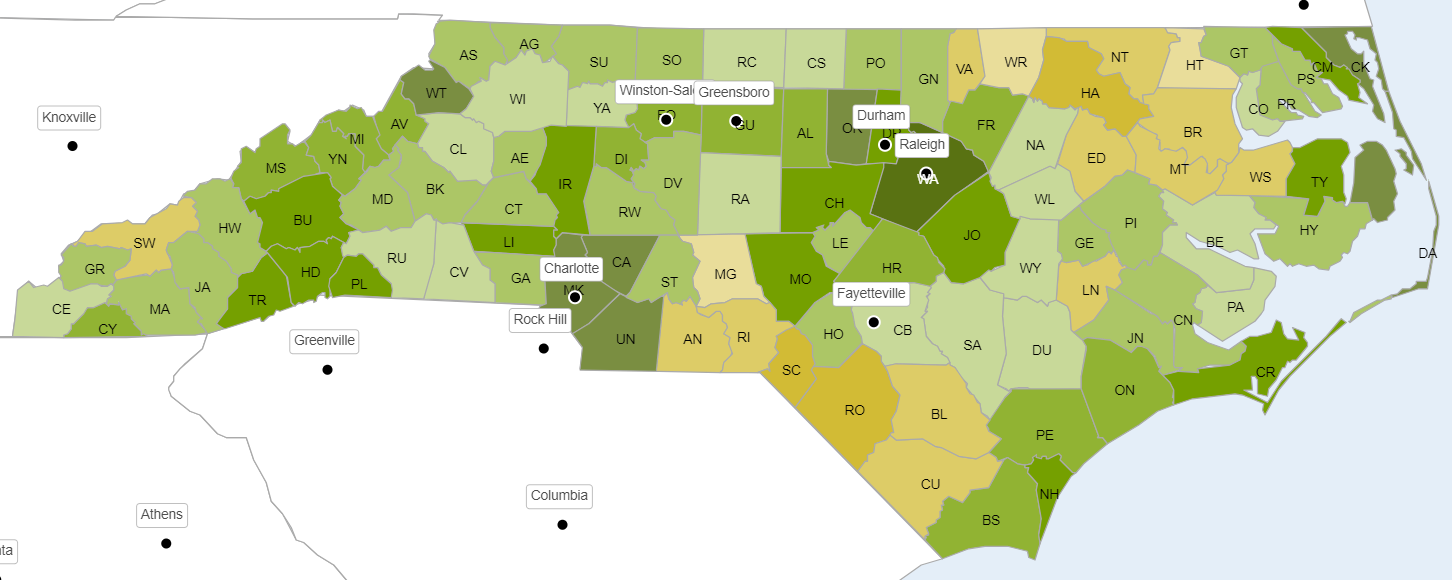 AS
AG
SU
SO
RC
CS
PO
GN
VA
WR
NT
HT
GT
PS
CM
CK
WT
WI
YA
Winston-Sale
Greensboro
HA
CO
PR
Knoxville
MI
AV
FO
GU
AL
OR
Durham
DH
FR
BR
MS
YN
CL
AE
DI
Raleigh
NA
ED
MT
WS
TY
BU
MD
BK
IR
DV
WA
CT
RW
RA
CH
WL
SW
HW
LI
LE
JO
GE
PI
BE
HY
GR
HD
RU
CV
GA
Charlotte
CA
ST
MG
MO
HR
WY
DA
CE
MA
JA
TR
PL
MK
Fayetteville
LN
CN
PA
CY
Rock Hill
UN
AN
RI
HO
CB
SA
DU
JN
Greenville
SC
CR
RO
BL
ON
PE
Columbia
CU
NH
Athens
BS
ta